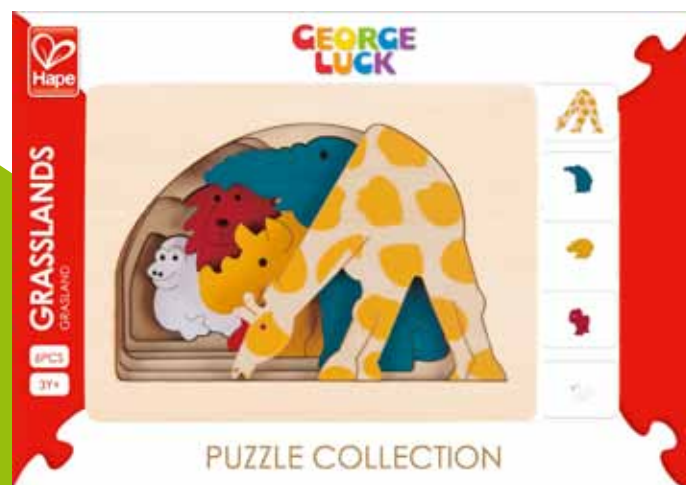 Hape
GEORGE
LUCK
GRASSLANDS
GRASLAND
6PCS
3Y+
PUZZLE COLLECTION